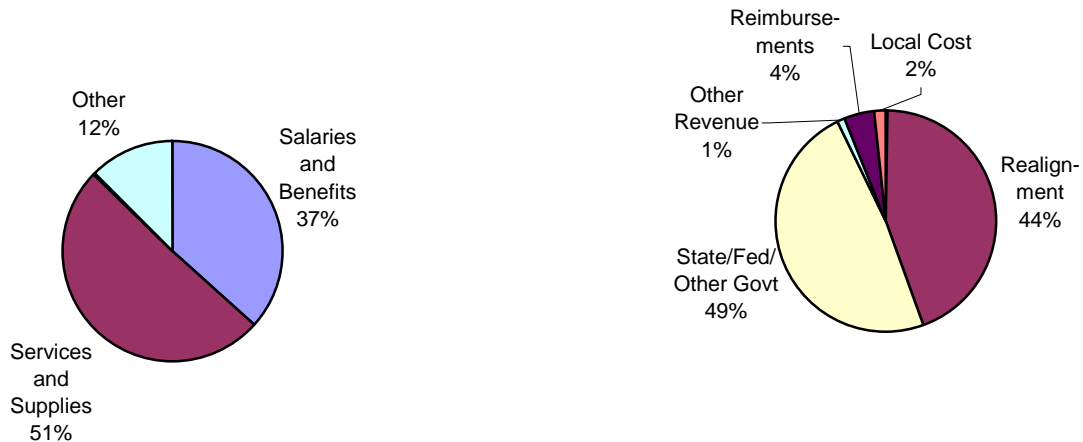 Other
12%
Salaries
and
Benefits
37%
Services
and
Supplies
51%
Reimburse-
ments
4%
Local Cost
2%
Other
Revenue
1%
Realign-
ment
44%
State/Fed/
Other Govt
49%